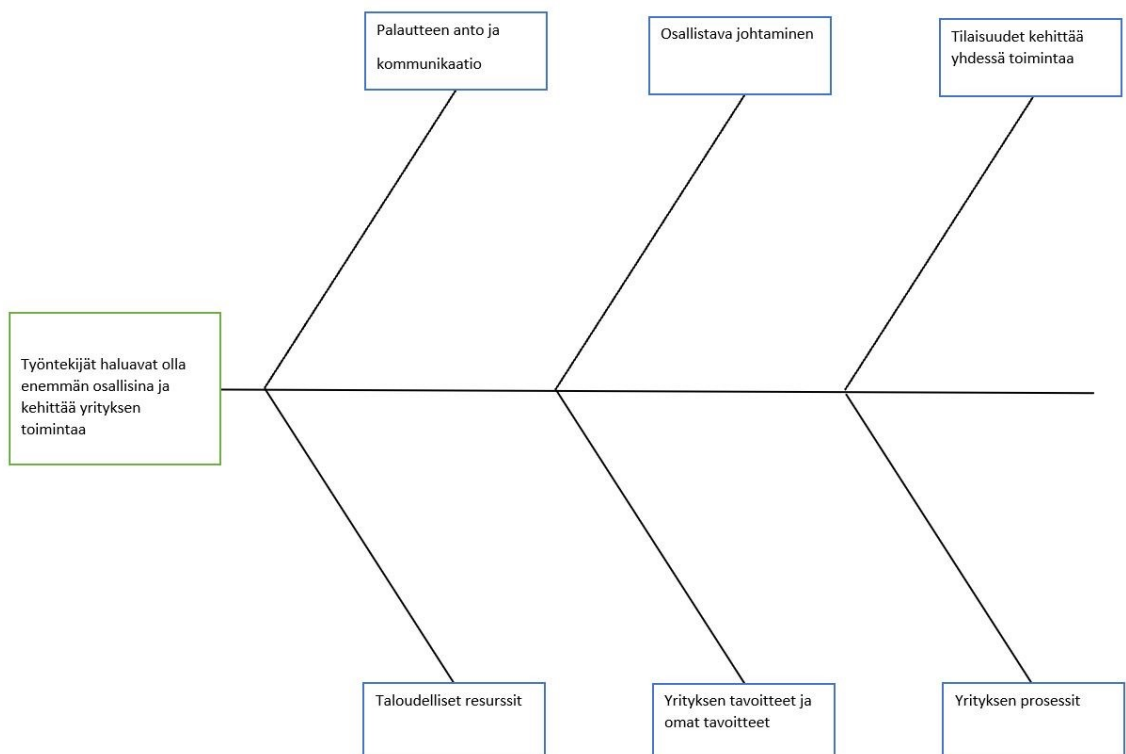 Palautteen anto ja
kommunikaatio
Osallistava johtaminen
Tilaisuudet kehittää
yhdessä toimintaa
Työntekijät haluavat olla
enemmän osallisina ja
kehittää yrityksen
toimintaa
Taloudelliset resurssit
Yrityksen tavoitteet ja
omat tavoitteet
Yrityksen prosessit